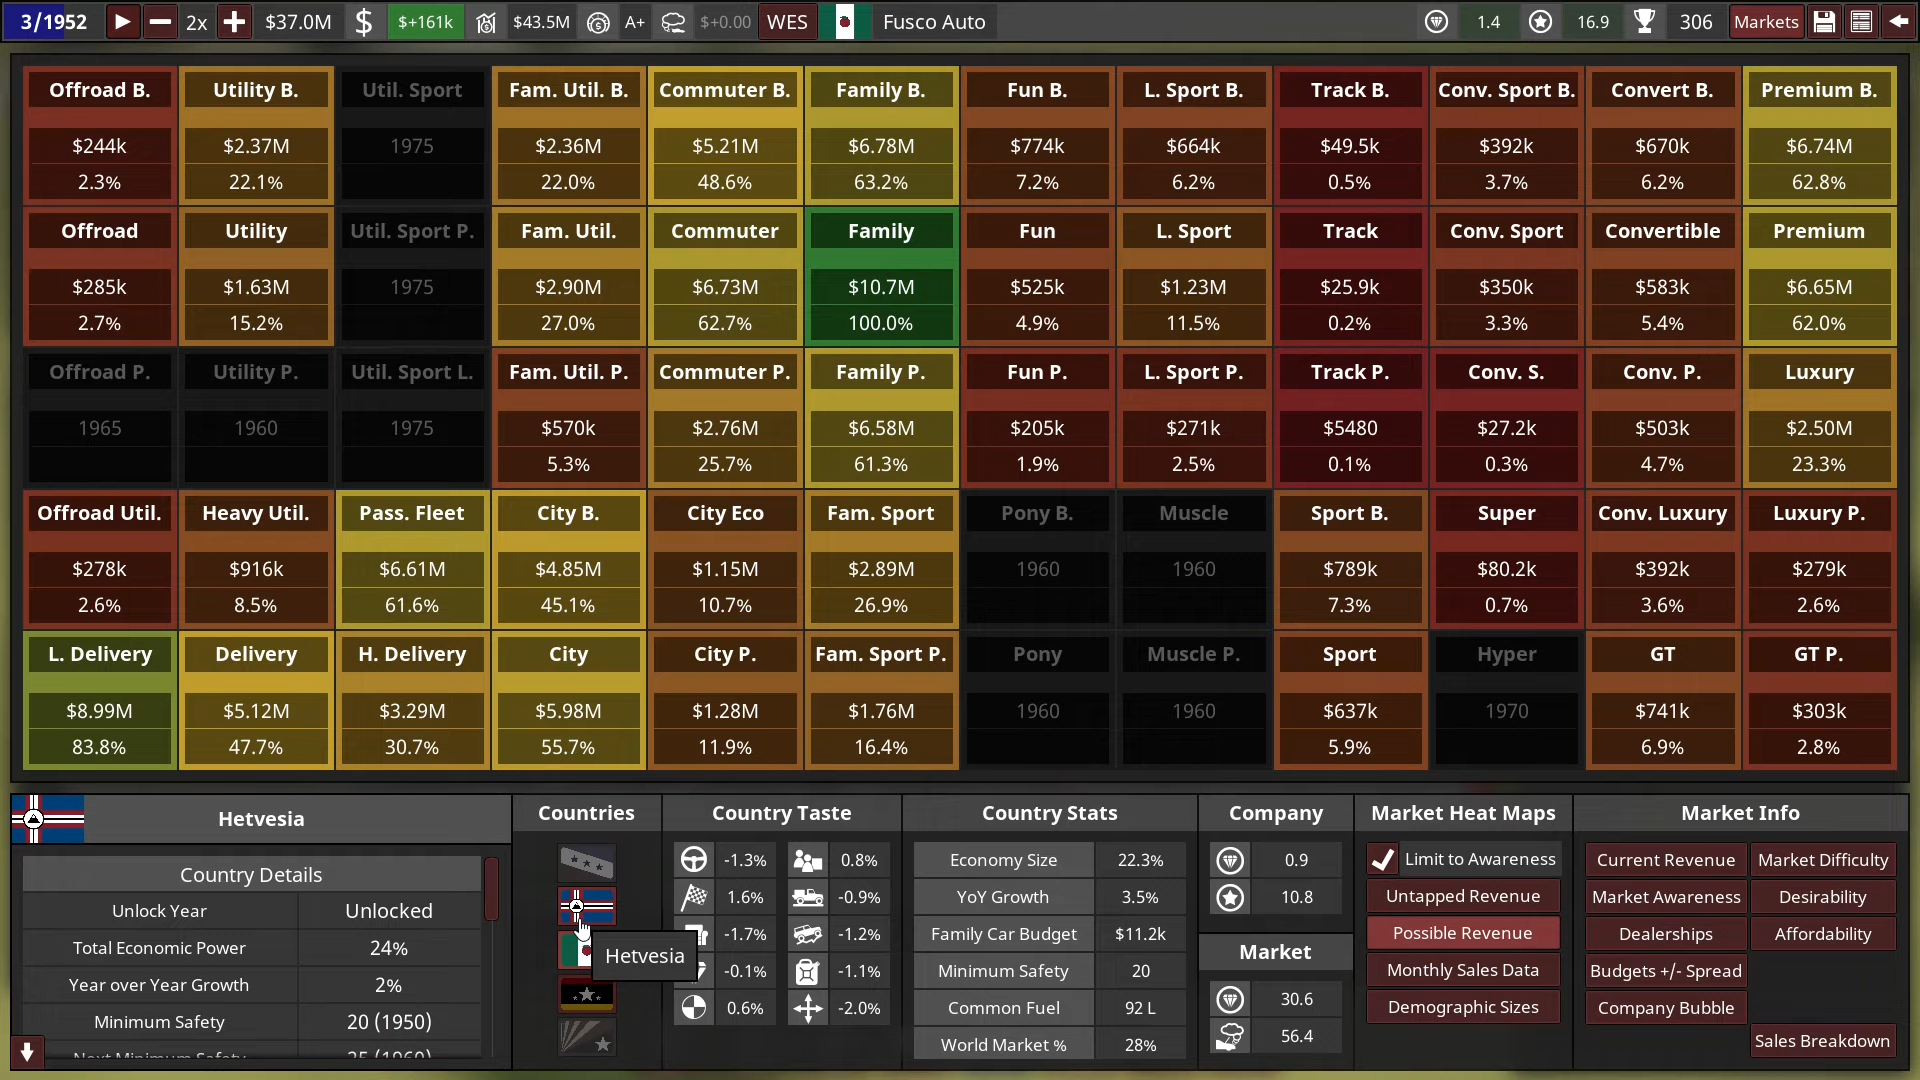 3/1952
2x
$37.0M
$+161k
$43.5M
A+
$+0.00
WES
Fusco Auto
1.4
16.9
306
Markets
Offroad B. Utility B. Util. Sport Fam. Util. B. Commuter B. Family B. Fun B. L. Sport B. Track B. Conv. Sport B. Convert B. Premium B.
$244k $2.37M 1975 $2.36M $5.21M $6.78M $774k $664k $49.5k $392k $670k $6.74M
2.3% 22.1% 22.0% 48.6% 63.2% 7.2% 6.2% 0.5% 3.7% 6.2% 62.8%
Offroad Utility Util. Sport P. Fam. Util. Commuter Family Fun L. Sport Track Conv. Sport Convertible Premium
$285k $1.63M 1975 $2.90M $6.73M $10.7M $525k $1.23M $25.9k $350k $583k $6.65M
2.7% 15.2% 27.0% 62.7% 100.0% 4.9% 11.5% 0.2% 3.3% 5.4% 62.0%
Offroad P. Utility P. Util. Sport L. Fam. Util. P. Commuter P. Family P. Fun P. L. Sport P. Track P. Conv. S. Conv. P. Luxury
1965 1960 1975 $570k $2.76M $6.58M $205k $271k $5480 $27.2k $503k $2.50M
5.3% 25.7% 61.3% 1.9% 2.5% 0.1% 0.3% 4.7% 23.3%
Offroad Util. Heavy Util. Pass. Fleet City B. City Eco Fam. Sport Pony B. Muscle Sport B. Super Conv. Luxury Luxury P.
$278k $916k $6.61M $4.85M $1.15M $2.89M 1960 1960 $789k $80.2k $392k $279k
2.6% 8.5% 61.6% 45.1% 10.7% 26.9% 7.3% 0.7% 3.6% 2.6%
L. Delivery Delivery H. Delivery City City P. Fam. Sport P. Pony Muscle P. Sport Hyper GT GT P.
$8.99M $5.12M $3.29M $5.98M $1.28M $1.76M 1960 1960 $637k 1970 $741k $303k
83.8% 47.7% 30.7% 55.7% 11.9% 16.4% 5.9% 6.9% 2.8%
Hetvesia
Country Details
Unlock Year Unlocked
Total Economic Power 24%
Year over Year Growth 2%
Minimum Safety 20 (1950)
Next Minimum Safety 25 (1960)
Countries
Hetvesia
Country Taste
-1.3% 0.8%
1.6% -0.9%
-1.7% -1.2%
-0.1% -1.1%
0.6% -2.0%
Country Stats
Economy Size 22.3%
YoY Growth 3.5%
Family Car Budget $11.2k
Minimum Safety 20
Common Fuel 92 L
World Market % 28%
Company
0.9
10.8
Market
30.6
56.4
Market Heat Maps
Limit to Awareness
Untapped Revenue
Possible Revenue
Monthly Sales Data
Demographic Sizes
Market Info
Current Revenue Market Difficulty
Market Awareness Desirability
Dealerships Affordability
Budgets +/- Spread
Company Bubble
Sales Breakdown